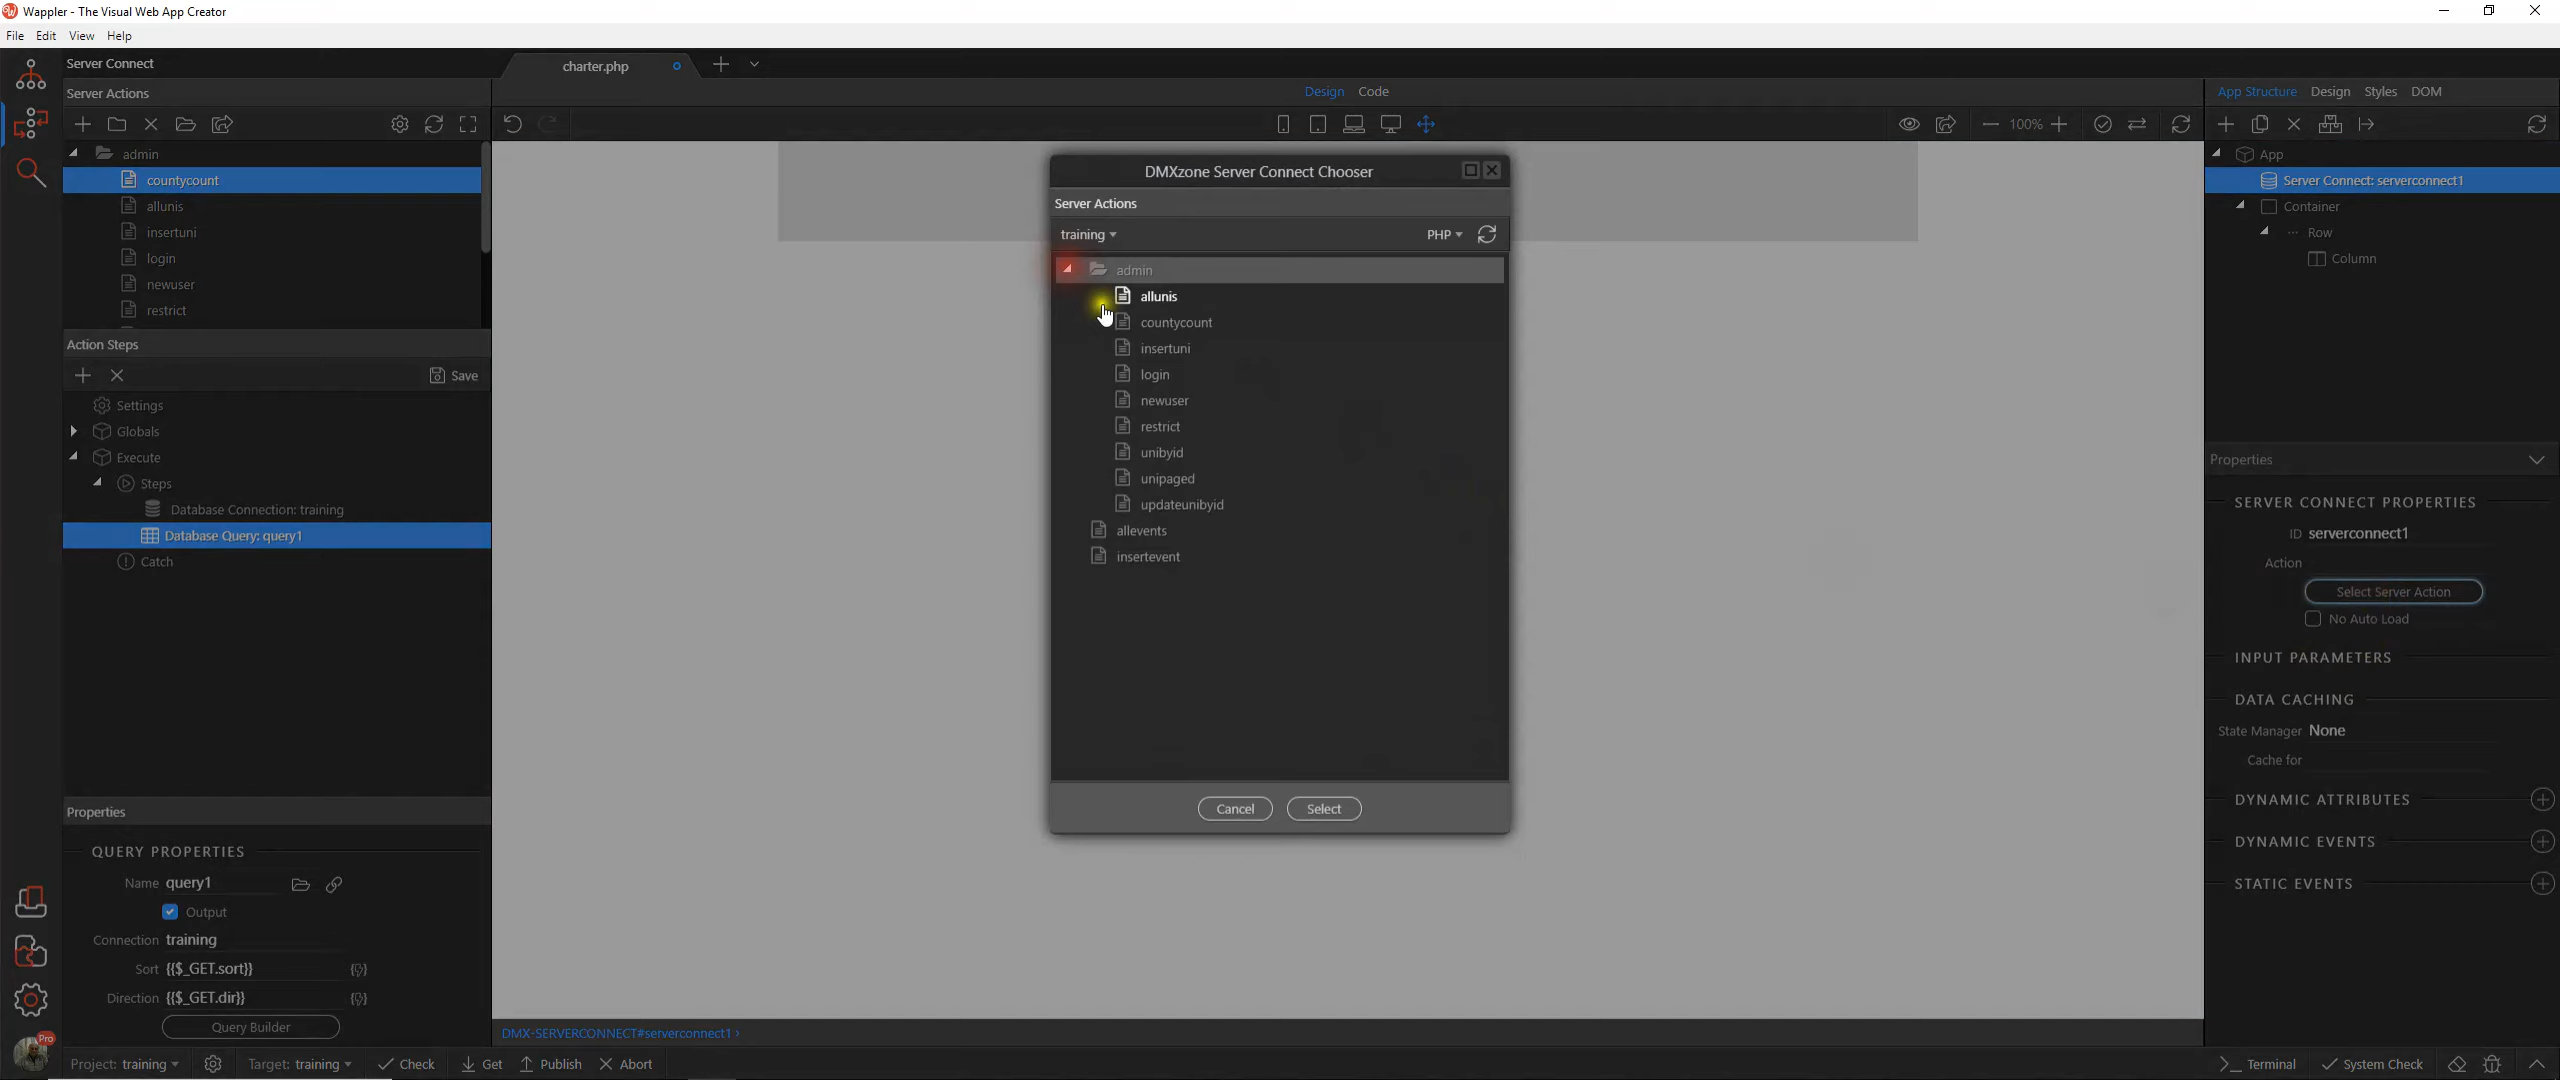 Wappler - The Visual Web App Creator
File Edit View Help
Server Connect
charter.php
Server Actions
Design Code
App Structure Design Styles DOM
100%
admin
countycount
allunis
insertuni
login
newuser
restrict
Action Steps
Save
Settings
Globals
Execute
Steps
Database Connection: training
Database Query: query1
Catch
Properties
QUERY PROPERTIES
Name query1
Output
Connection training
Sort {{$_GET.sort}}
Direction {{$_GET.dir}}
Query Builder
DMXzone Server Connect Chooser
Server Actions
training PHP
admin
allunis
countycount
insertuni
login
newuser
restrict
unibyid
unipaged
updateunibyid
allevents
insertevent
Cancel Select
App
Server Connect: serverconnect1
Container
Row
Column
Properties
SERVER CONNECT PROPERTIES
ID serverconnect1
Action
Select Server Action
No Auto Load
INPUT PARAMETERS
DATA CACHING
State Manager None
Cache for
DYNAMIC ATTRIBUTES
DYNAMIC EVENTS
STATIC EVENTS
DMX-SERVERCONNECT#serverconnect1 ›
Pro
Project: training Target: training Check Get Publish Abort Terminal System Check